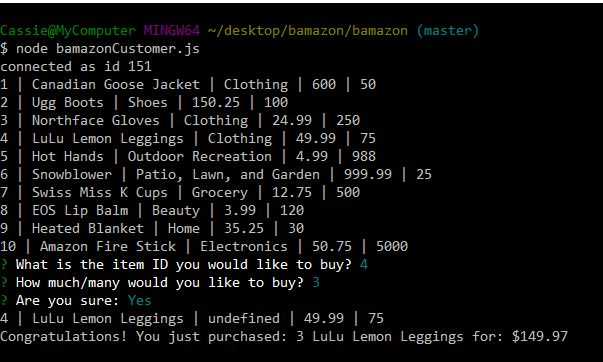 Cassie@MyComputer MINGW64 ~/desktop/bamazon/bamazon (master)
$ node bamazonCustomer.js
connected as id 151
1 | Canadian Goose Jacket | Clothing | 600 | 50
2 | Ugg Boots | Shoes | 150.25 | 100
3 | Northface Gloves | Clothing | 24.99 | 250
4 | LuLu Lemon Leggings | Clothing | 49.99 | 75
5 | Hot Hands | Outdoor Recreation | 4.99 | 988
6 | Snowblower | Patio, Lawn, and Garden | 999.99 | 25
7 | Swiss Miss K Cups | Grocery | 12.75 | 500
8 | EOS Lip Balm | Beauty | 3.99 | 120
9 | Heated Blanket | Home | 35.25 | 30
10 | Amazon Fire Stick | Electronics | 50.75 | 5000
? What is the item ID you would like to buy? 4
? How much/many would you like to buy? 3
? Are you sure: Yes
4 | LuLu Lemon Leggings | undefined | 49.99 | 75
Congratulations! You just purchased: 3 LuLu Lemon Leggings for: $149.97